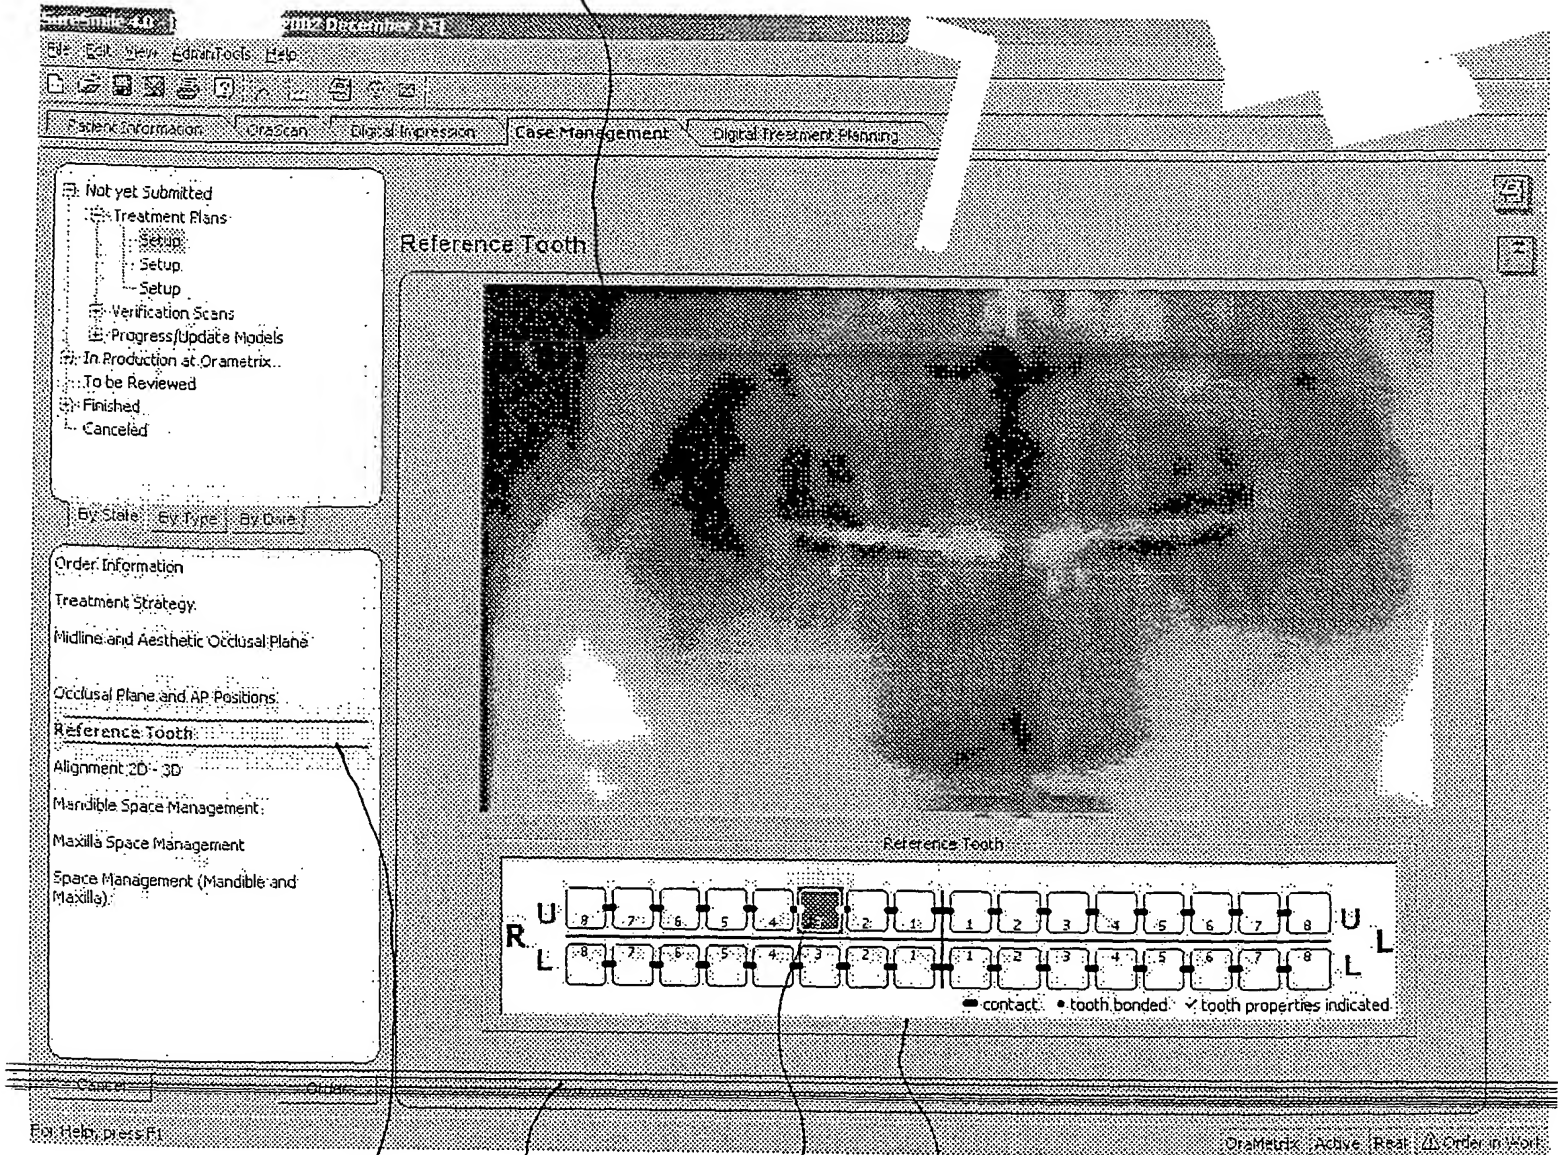 SureSmile 4.0 - 2002 December 15]
File Edit View AdminTools Help
Patient Information OraScan Digital Impression Case Management Digital Treatment Planning
Not yet Submitted
Treatment Plans
Setup
Setup
Setup
Verification Scans
Progress/Update Models
In Production at Orametrix..
To be Reviewed
Finished
Canceled
By State By Type By Date
Order Information
Treatment Strategy
Midline and Aesthetic Occlusal Plane
Occlusal Plane and AP Positions
Reference Tooth
Alignment 2D - 3D
Mandible Space Management
Maxilla Space Management
Space Management (Mandible and
Maxilla)
Cancel Order
Reference Tooth
Reference Tooth
U 8 7 6 5 4 2 1 1 2 3 4 5 6 7 8 U
R L
L 8 7 6 5 4 3 2 1 1 2 3 4 5 6 7 8 L
contact tooth bonded tooth properties indicated
For Help, press F1
OraMetrix Active Real Order in Work